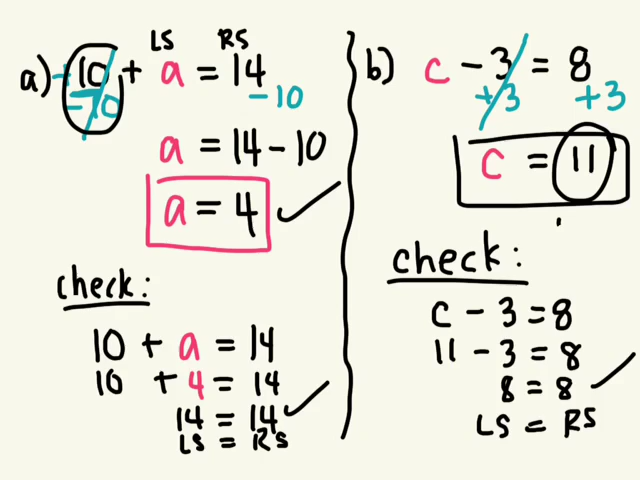 LS RS
a) +10 + a = 14
-10 -10
a = 14 - 10
a = 4 ✓
check:
10 + a = 14
10 + 4 = 14
14 = 14 ✓
LS = RS
b) c - 3 = 8
+3 +3
c = 11
check:
c - 3 = 8
11 - 3 = 8
8 = 8 ✓
LS = RS